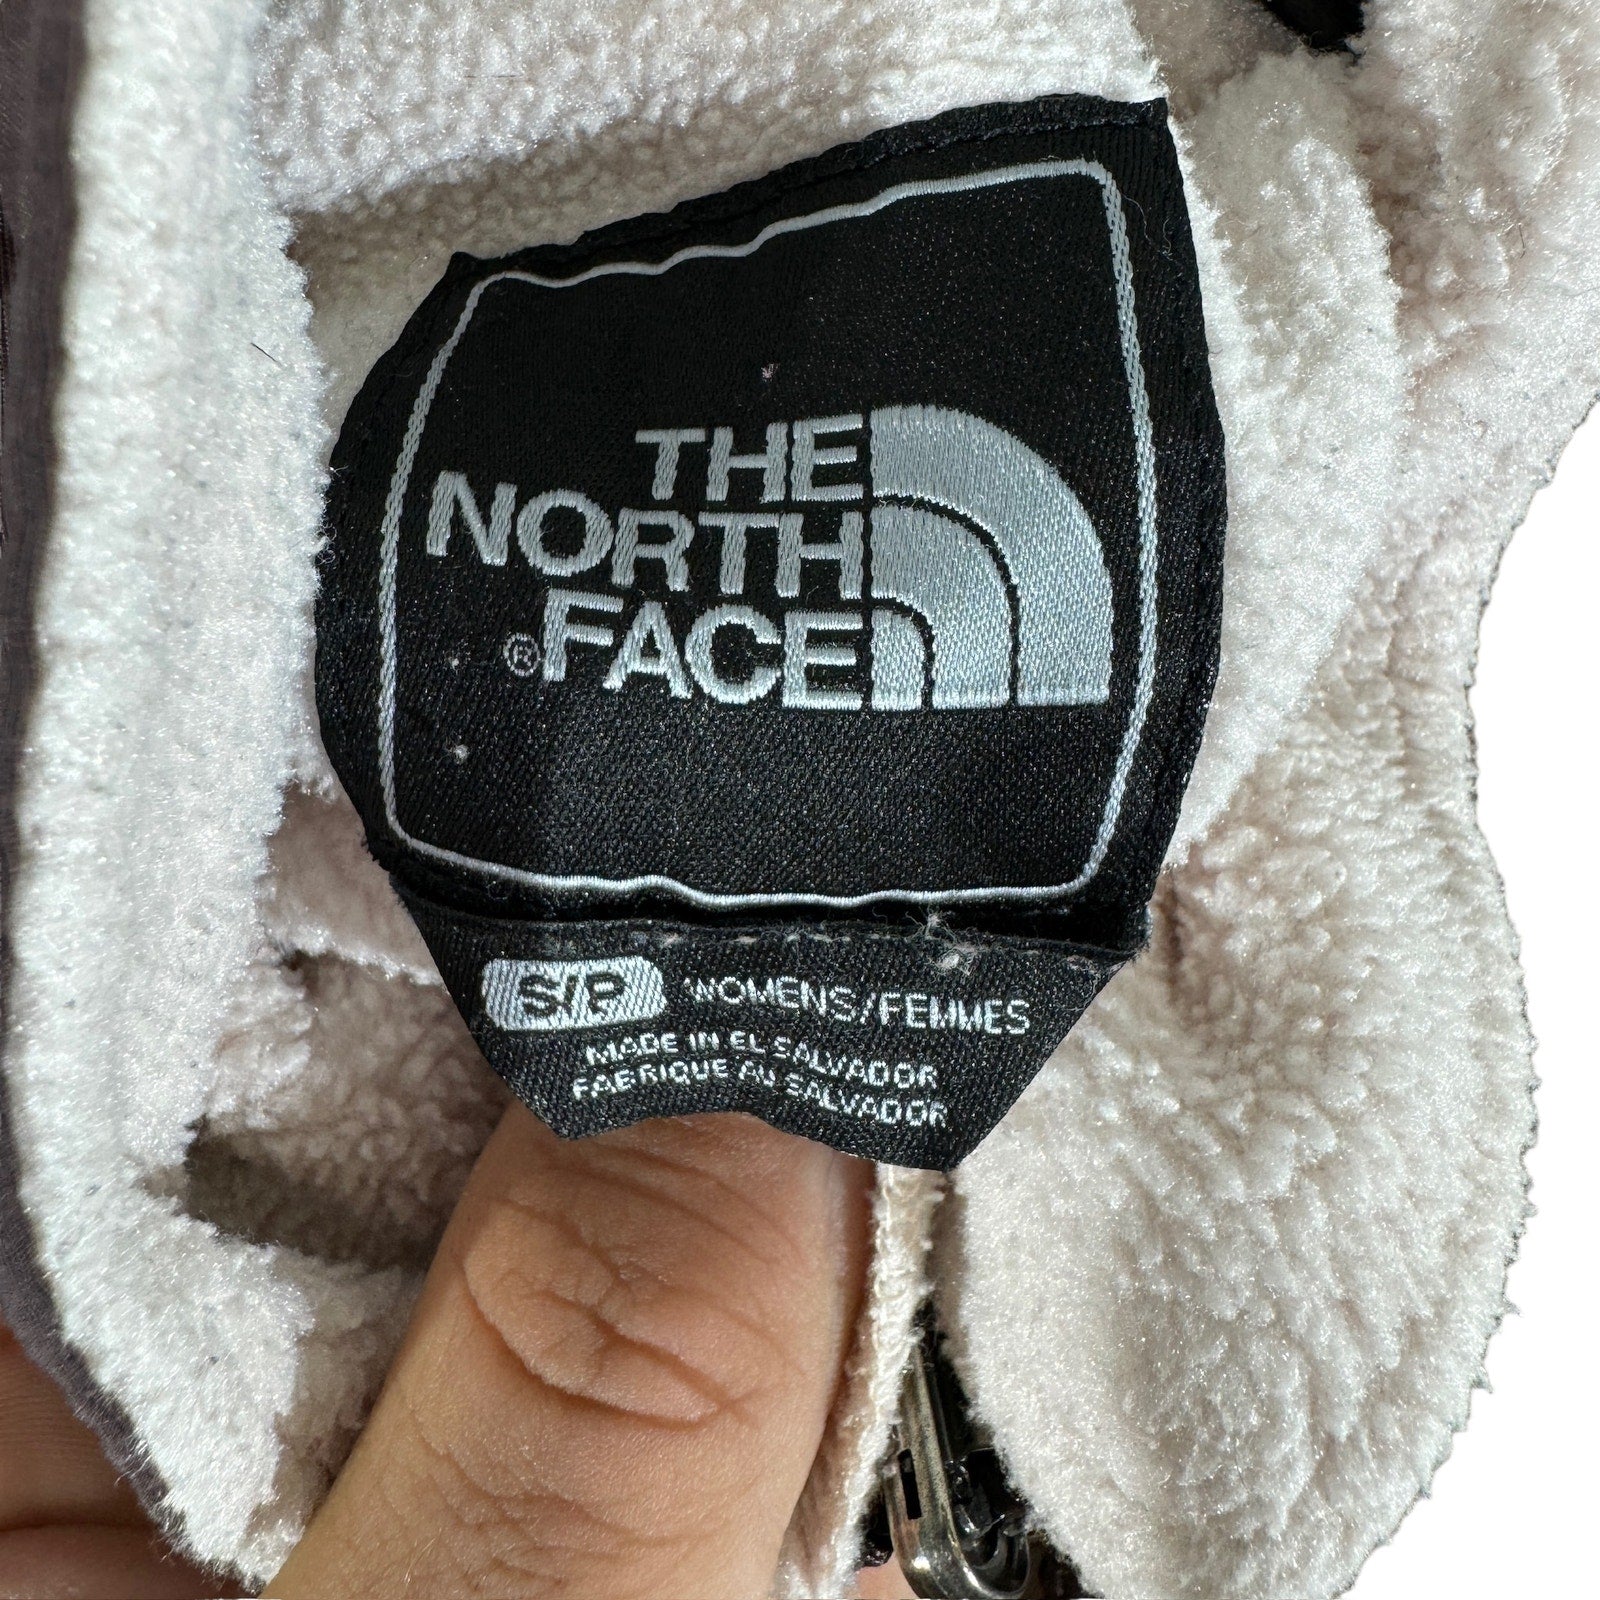 THE
NORTH
FACE
®
S/P WOMENS/FEMMES
MADE IN EL SALVADOR
FABRIQUE AU SALVADOR